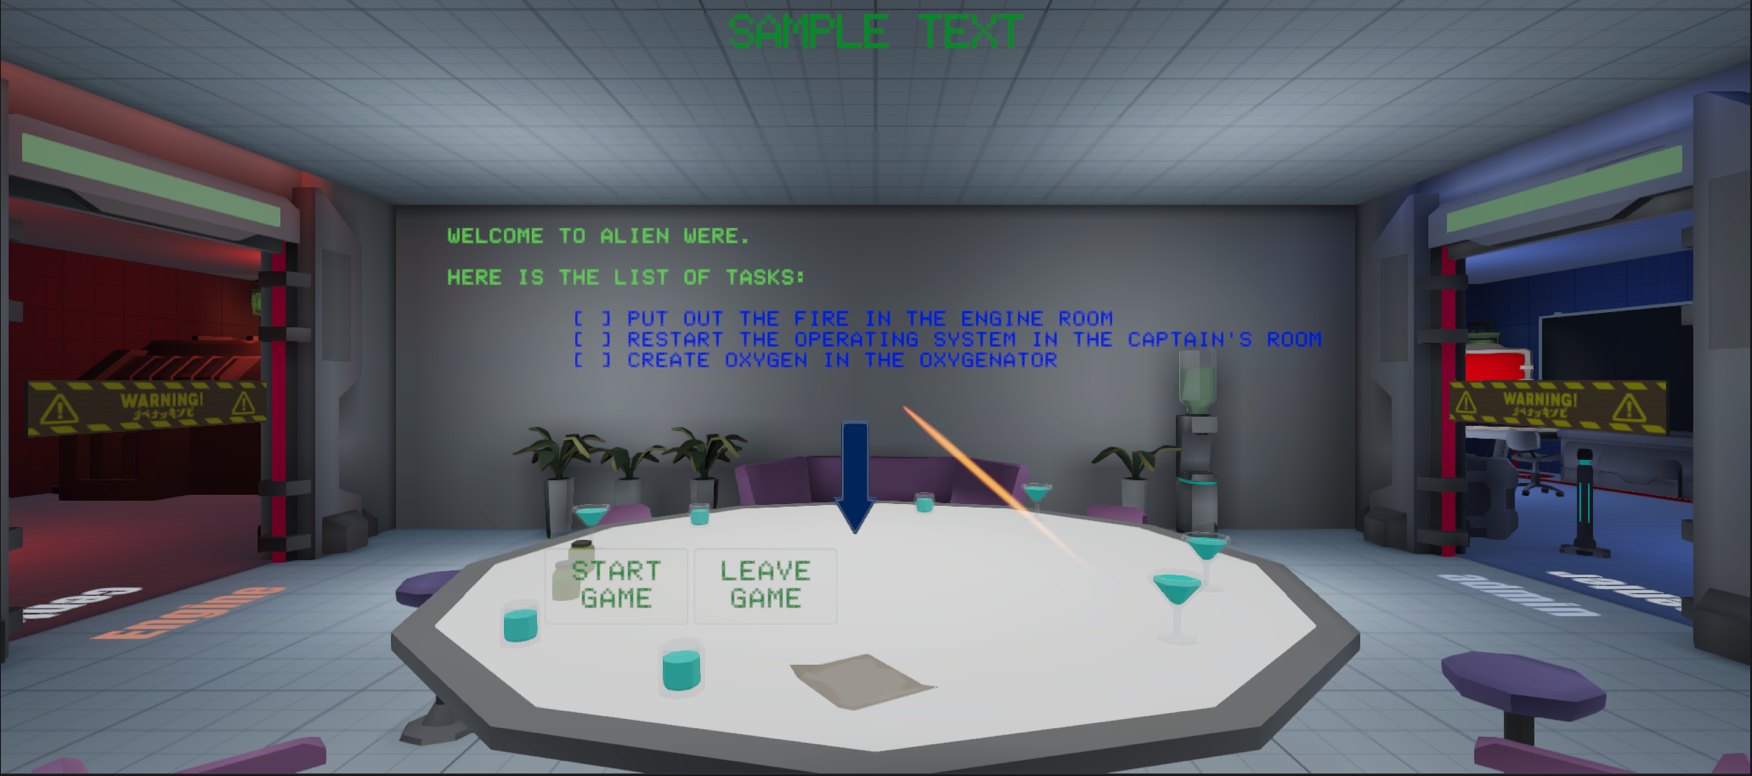 SAMPLE TEXT
WELCOME TO ALIEN WERE.
HERE IS THE LIST OF TASKS:
[ ] PUT OUT THE FIRE IN THE ENGINE ROOM
[ ] RESTART THE OPERATING SYSTEM IN THE CAPTAIN'S ROOM
[ ] CREATE OXYGEN IN THE OXYGENATOR
WARNING!
WARNING!
START
GAME
LEAVE
GAME
Engine
admin